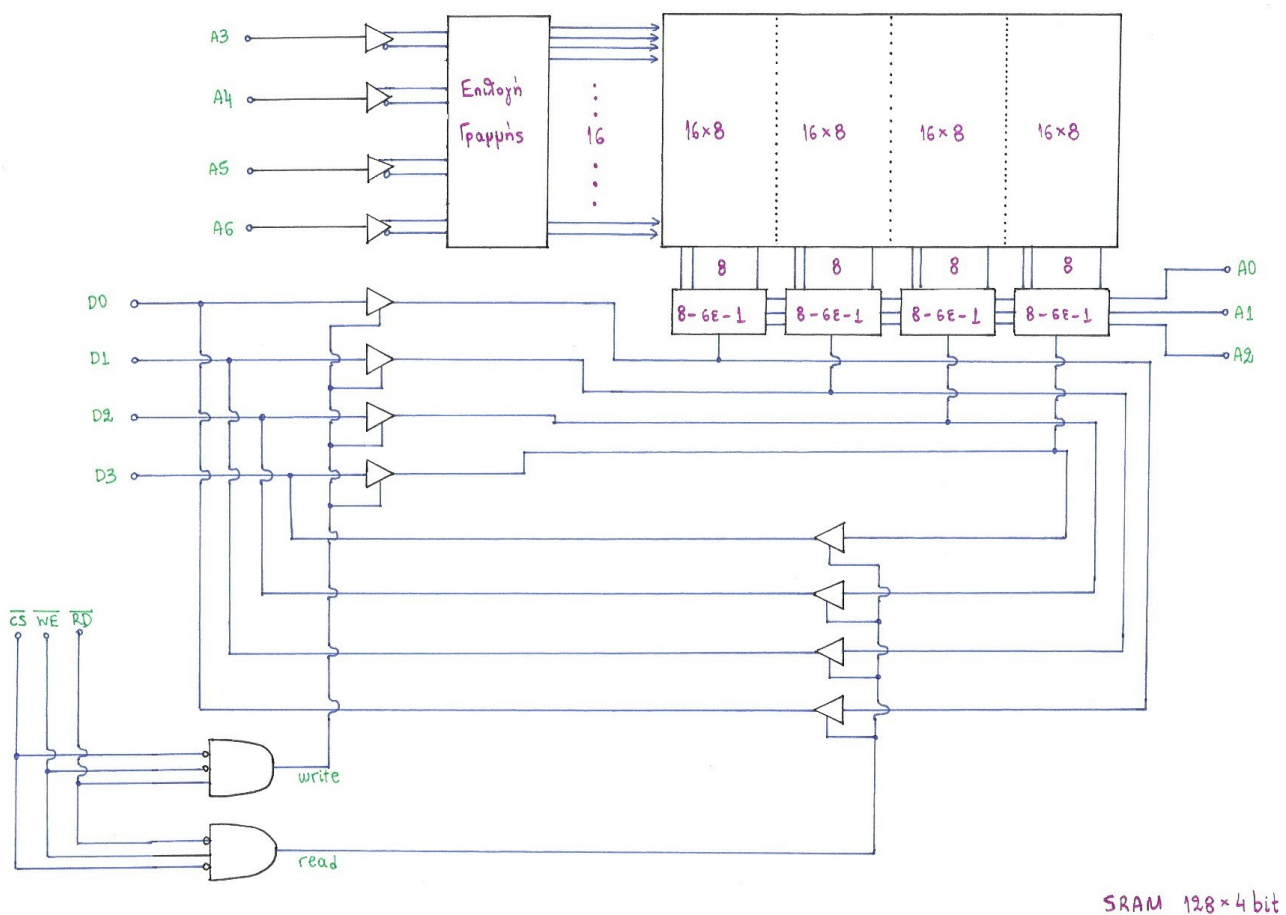 A3
A4
A5
A6
Επιλογή
Γραμμής
16
16×8 16×8 16×8 16×8
8 8 8 8
8-σε-1 8-σε-1 8-σε-1 8-σε-1
A0
A1
A2
D0
D1
D2
D3
CS WE RD
write
read
SRAM 128×4 bit